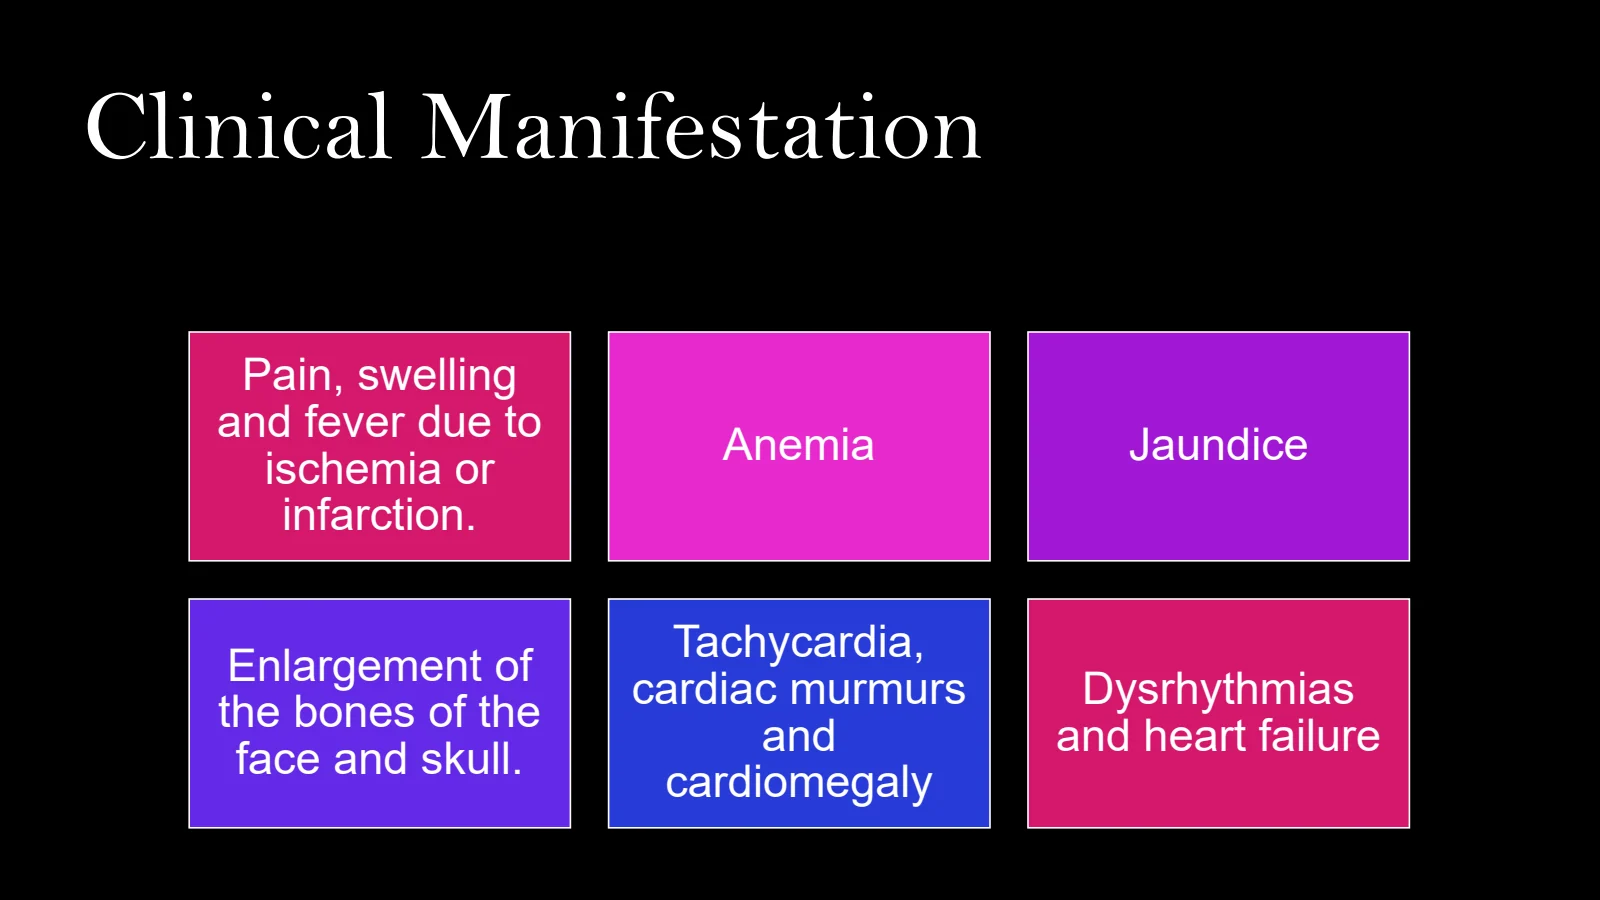 Clinical Manifestation
Pain, swelling
and fever due to
ischemia or
infarction.
Anemia
Jaundice
Enlargement of
the bones of the
face and skull.
Tachycardia,
cardiac murmurs
and
cardiomegaly
Dysrhythmias
and heart failure